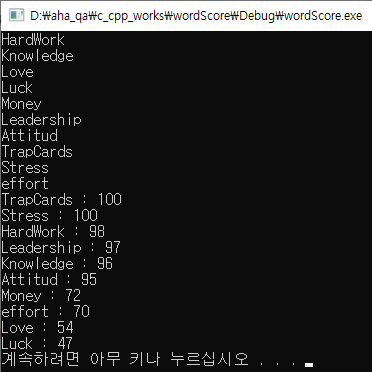 D:₩aha_qa₩c_cpp_works₩wordScore₩Debug₩wordScore.exe
HardWork
Knowledge
Love
Luck
Money
Leadership
Attitud
TrapCards
Stress
effort
TrapCards : 100
Stress : 100
HardWork : 98
Leadership : 97
Knowledge : 96
Attitud : 95
Money : 72
effort : 70
Love : 54
Luck : 47
계속하려면 아무 키나 누르십시오 . . .